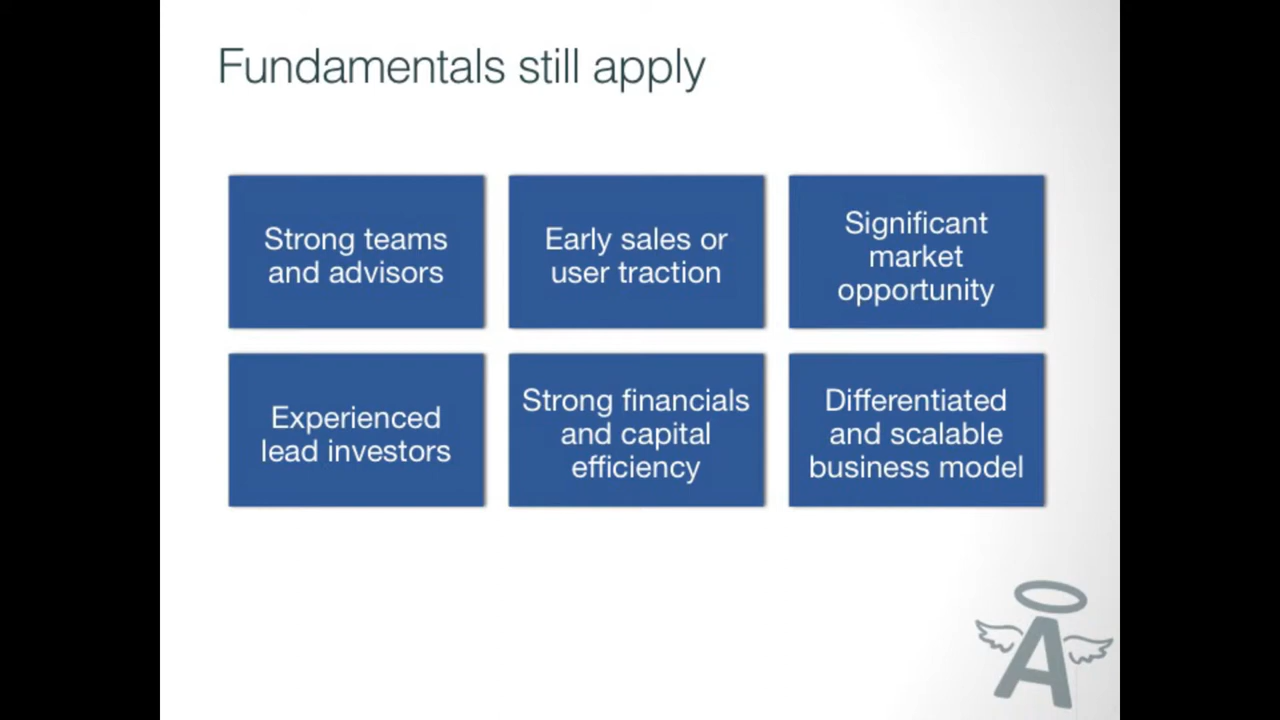 Fundamentals still apply
Strong teams
and advisors
Early sales or
user traction
Significant
market
opportunity
Experienced
lead investors
Strong financials
and capital
efficiency
Differentiated
and scalable
business model
A